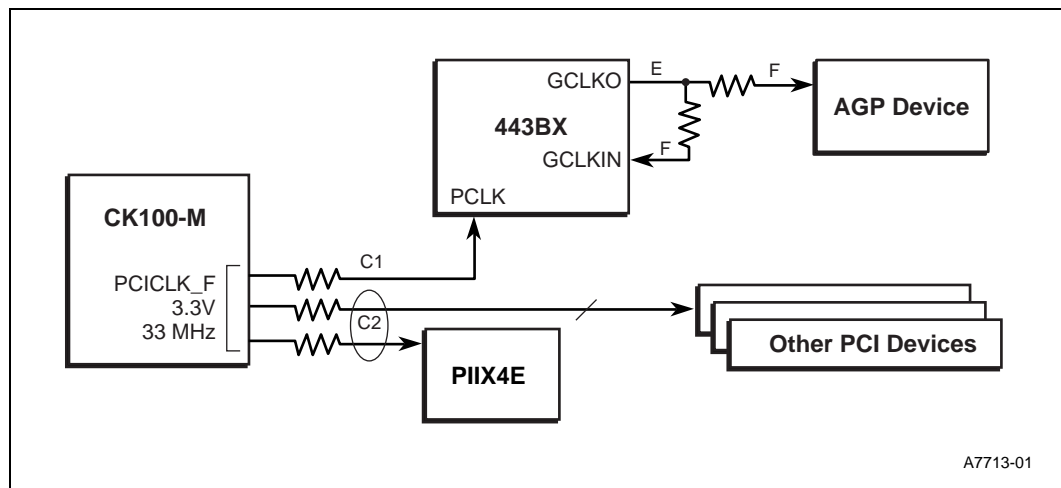 GCLKO
E
F
AGP Device
443BX
F
GCLKIN
PCLK
CK100-M
C1
PCICLK_F
3.3V
33 MHz
C2
PIIX4E
Other PCI Devices
A7713-01